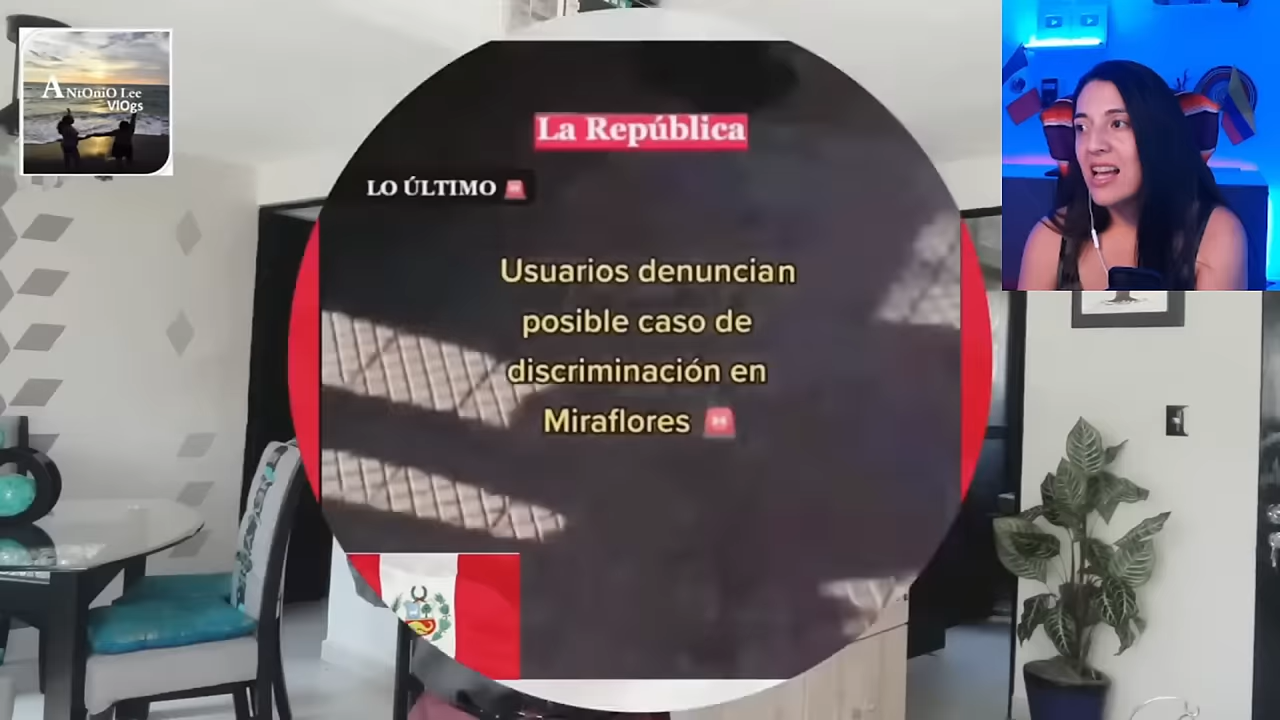 ANtOniO Lee
VlOgs
La República
LO ÚLTIMO
Usuarios denuncian
posible caso de
discriminación en
Miraflores